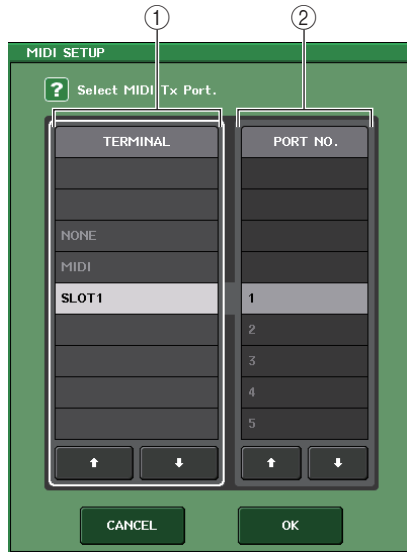 ① ②
MIDI SETUP
? Select MIDI Tx Port.
TERMINAL PORT NO.
NONE
MIDI
SLOT1 1
2
3
4
5
CANCEL OK